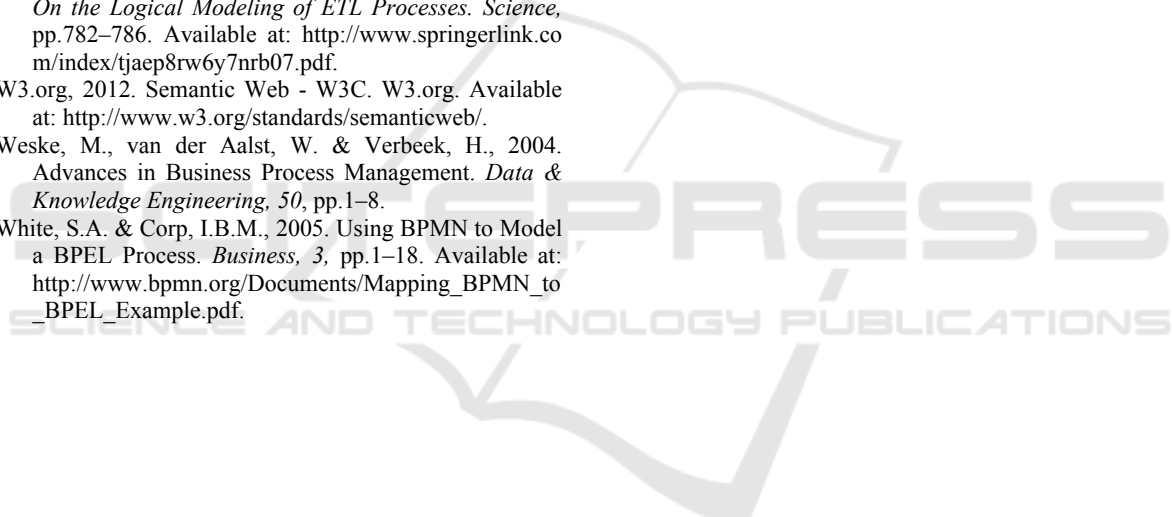 On the Logical Modeling of ETL Processes. Science,
pp.782–786. Available at: http://www.springerlink.co
m/index/tjaep8rw6y7nrb07.pdf.
W3.org, 2012. Semantic Web - W3C. W3.org. Available
at: http://www.w3.org/standards/semanticweb/.
Weske, M., van der Aalst, W. & Verbeek, H., 2004.
Advances in Business Process Management. Data &
Knowledge Engineering, 50, pp.1–8.
White, S.A. & Corp, I.B.M., 2005. Using BPMN to Model
a BPEL Process. Business, 3, pp.1–18. Available at:
http://www.bpmn.org/Documents/Mapping_BPMN_to
_BPEL_Example.pdf.
SCITEPRESS
SCIENCE AND TECHNOLOGY PUBLICATIONS